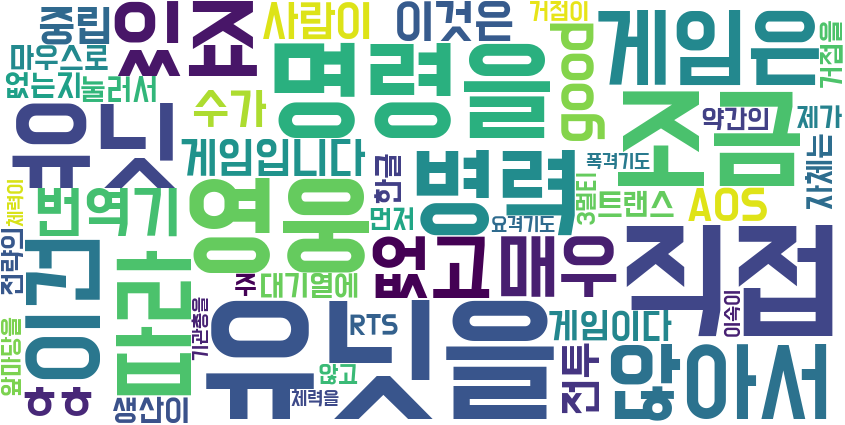 중립
있죠
사람이
이것은
거점이
게임은
거점을
마우스로
없는지
눌러서
수가
명령을
good
조금
약간의
제가
유닛
게임입니다
한글
병력
폭격기도
3멀티
자체는
체력이
번역기
영웅
먼저
요격기도
트랜스
AOS
전략의
이건
따라
주
대기열에
없고
매우
직접
이속이
앞마당을
ㅎㅎ
기관총을
유닛을
RTS
게임이다
전투
않아서
생산이
않고
체력을